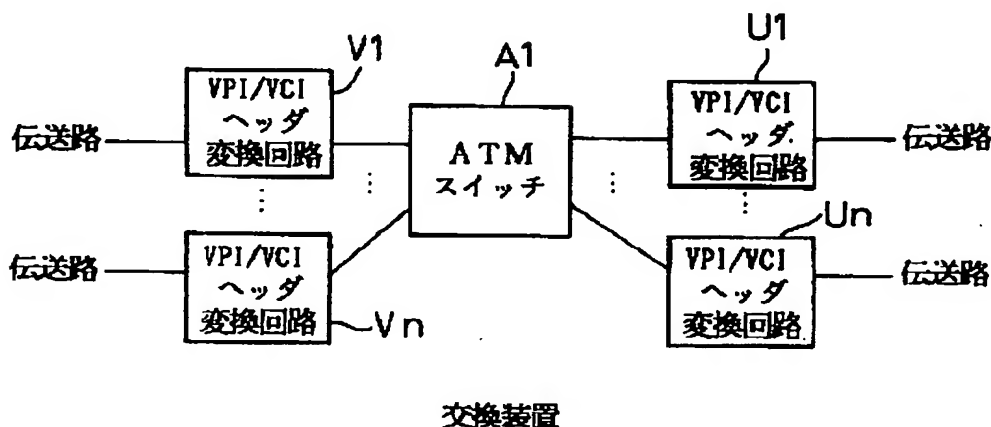 V1
A1
U1
VPI/VCI
ヘッダ
変換回路
ATM
スイッチ
VPI/VCI
ヘッダ
変換回路
伝送路
伝送路
Un
VPI/VCI
ヘッダ
変換回路
VPI/VCI
ヘッダ
変換回路
伝送路
伝送路
Vn
交換装置